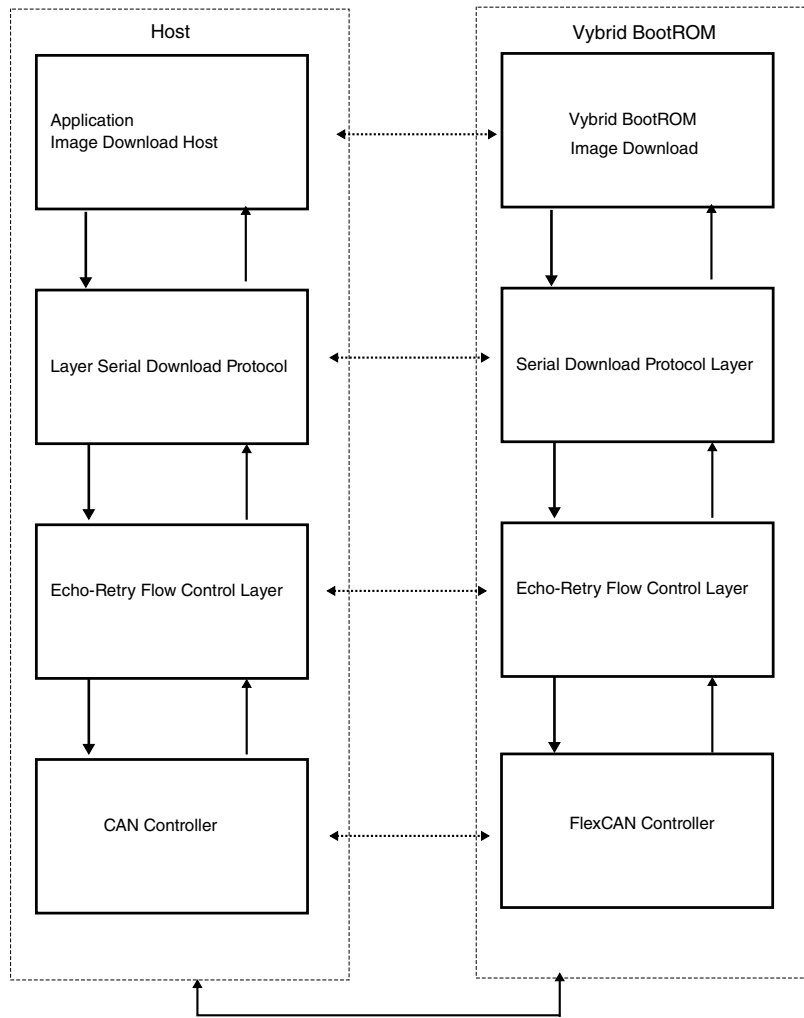 Host
Vybrid BootROM
Application
Image Download Host
Vybrid BootROM
Image Download
Layer Serial Download Protocol
Serial Download Protocol Layer
Echo-Retry Flow Control Layer
Echo-Retry Flow Control Layer
CAN Controller
FlexCAN Controller